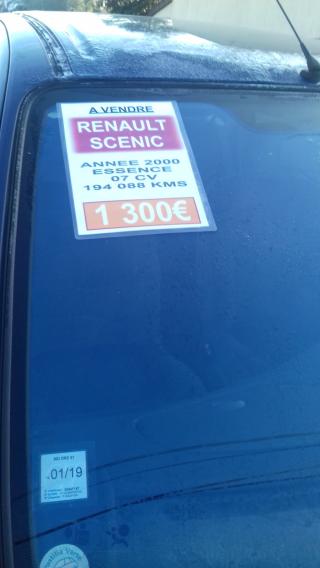 A VENDRE
RENAULT
SCENIC
ANNEE 2000
ESSENCE
07 CV
194 088 KMS
1 300€
01/19